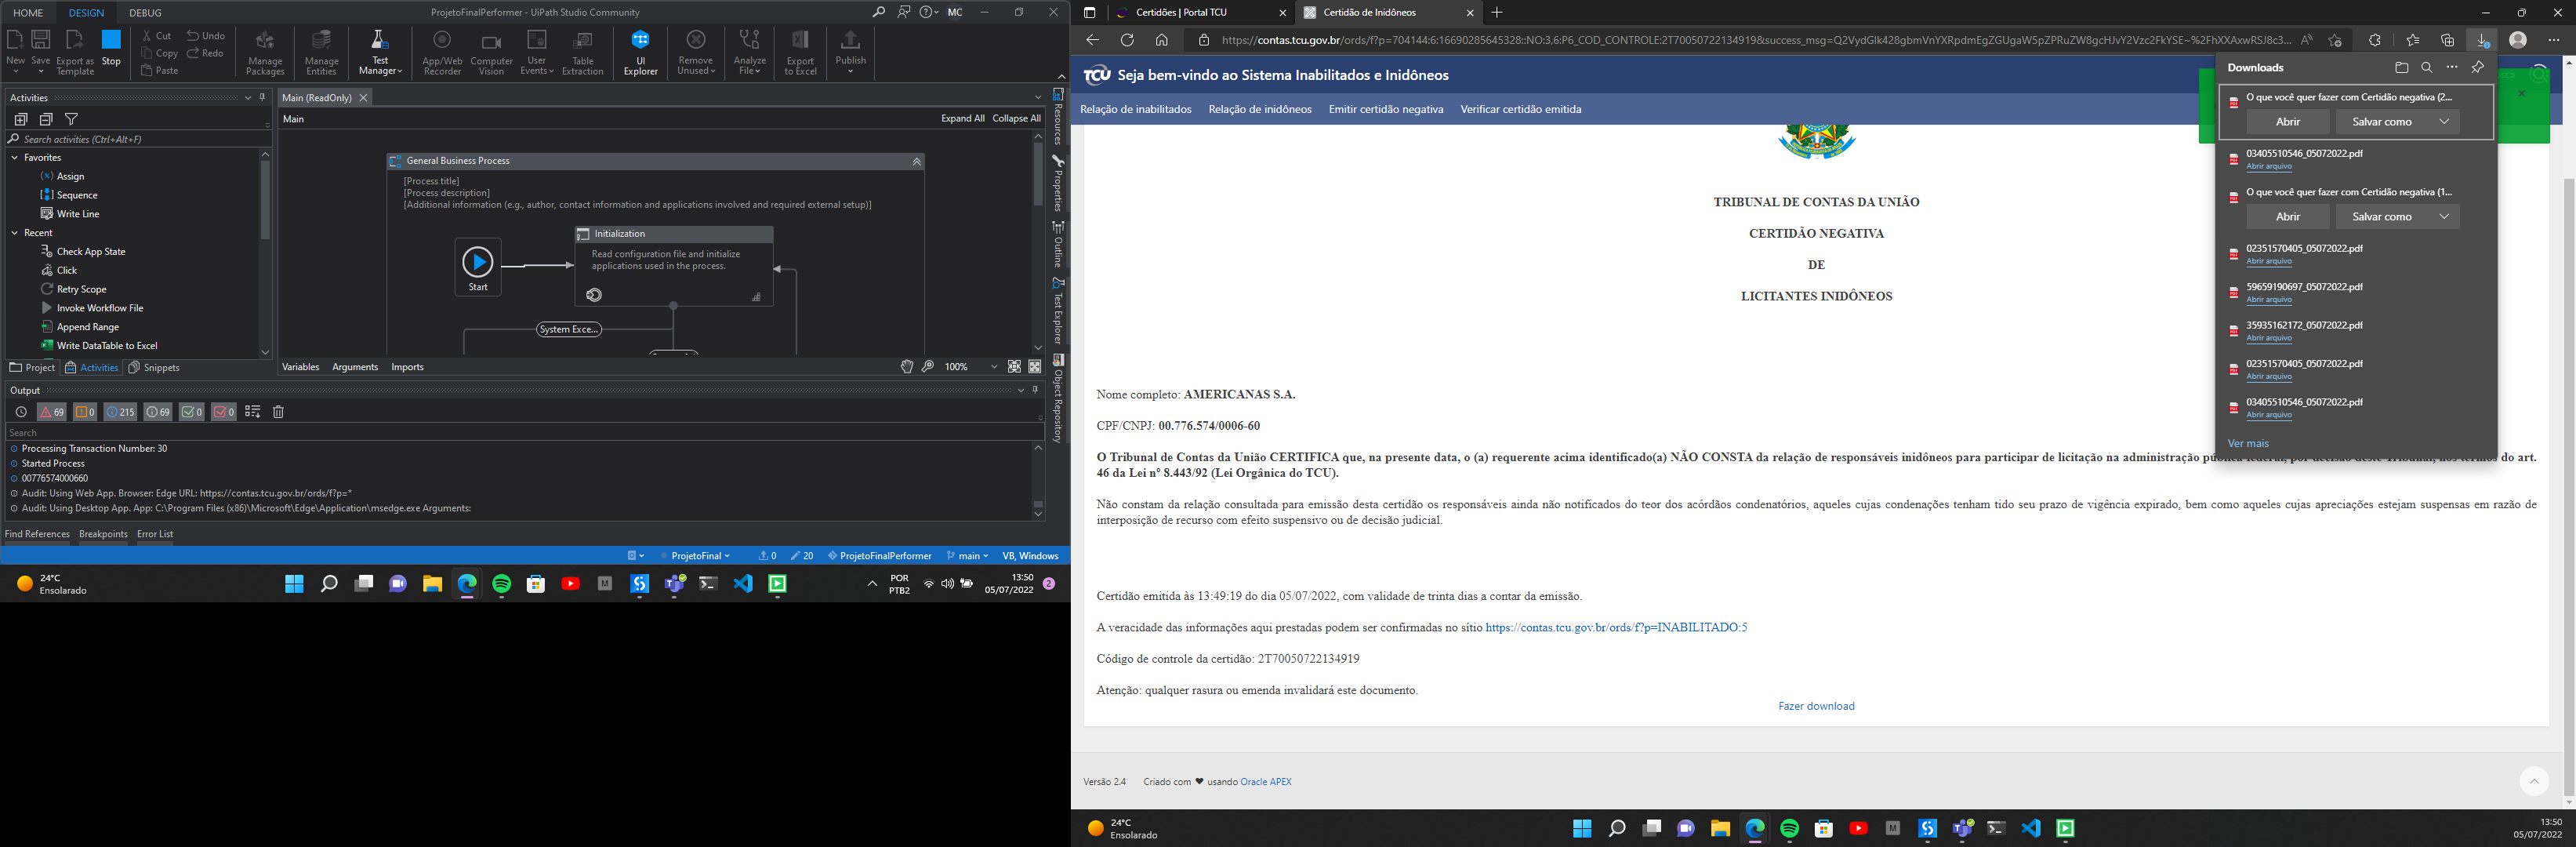 HOME DESIGN DEBUG
ProjetoFinalPerformer - UiPath Studio Community
MC
New Save Export as Template Stop
Cut Undo
Copy Redo
Paste
Manage Packages
Manage Entities
Test Manager
App/Web Recorder
Computer Vision
User Events
Table Extraction
UI Explorer
Remove Unused
Analyze File
Export to Excel
Publish
Activities
Search activities (Ctrl+Alt+F)
Favorites
Assign
Sequence
Write Line
Recent
Check App State
Click
Retry Scope
Invoke Workflow File
Append Range
Write DataTable to Excel
Project Activities Snippets
Main (ReadOnly)
Main
Expand All Collapse All
General Business Process
[Process title]
[Process description]
[Additional information (e.g., author, contact information and applications involved and required external setup)]
Start
Initialization
Read configuration file and initialize
applications used in the process.
System Exce...
Variables Arguments Imports
100%
Resources
Properties
Outline
Test Explorer
Object Repository
Output
69 0 215 69 0 0
Search
Processing Transaction Number: 30
Started Process
00776574000660
Audit: Using Web App. Browser: Edge URL: https://contas.tcu.gov.br/ords/f?p=*
Audit: Using Desktop App. App: C:\Program Files (x86)\Microsoft\Edge\Application\msedge.exe Arguments:
Find References Breakpoints Error List
ProjetoFinal 0 20 ProjetoFinalPerformer main VB, Windows
24°C
Ensolarado
POR
PTB2
13:50
05/07/2022
2
Certidões | Portal TCU
Certidão de Inidôneos
https://contas.tcu.gov.br/ords/f?p=704144:6:16690285645328::NO:3,6:P6_COD_CONTROLE:2T70050722134919&success_msg=Q2VydGlk428gbmVnYXRpdmEgZGUgaW5pZPRuZW8gcHJvY2Vzc2FkYSE~%2FhXXAxwRSJ8c3...
TCU Seja bem-vindo ao Sistema Inabilitados e Inidôneos
Relação de inabilitados Relação de inidôneos Emitir certidão negativa Verificar certidão emitida
TRIBUNAL DE CONTAS DA UNIÃO
CERTIDÃO NEGATIVA
DE
LICITANTES INIDÔNEOS
Nome completo: AMERICANAS S.A.
CPF/CNPJ: 00.776.574/0006-60
O Tribunal de Contas da União CERTIFICA que, na presente data, o (a) requerente acima identificado(a) NÃO CONSTA da relação de responsáveis inidôneos para participar de licitação na administração pública federal, por decisão deste Tribunal, nos termos do art.
46 da Lei nº 8.443/92 (Lei Orgânica do TCU).
Não constam da relação consultada para emissão desta certidão os responsáveis ainda não notificados do teor dos acórdãos condenatórios, aqueles cujas condenações tenham tido seu prazo de vigência expirado, bem como aqueles cujas apreciações estejam suspensas em razão de
interposição de recurso com efeito suspensivo ou de decisão judicial.
Certidão emitida às 13:49:19 do dia 05/07/2022, com validade de trinta dias a contar da emissão.
A veracidade das informações aqui prestadas podem ser confirmadas no sítio https://contas.tcu.gov.br/ords/f?p=INABILITADO:5
Código de controle da certidão: 2T70050722134919
Atenção: qualquer rasura ou emenda invalidará este documento.
Fazer download
Versão 2.4 Criado com ❤ usando Oracle APEX
Downloads
O que você quer fazer com Certidão negativa (2...
Abrir Salvar como
03405510546_05072022.pdf
Abrir arquivo
O que você quer fazer com Certidão negativa (1...
Abrir Salvar como
02351570405_05072022.pdf
Abrir arquivo
59659190697_05072022.pdf
Abrir arquivo
35935162172_05072022.pdf
Abrir arquivo
02351570405_05072022.pdf
Abrir arquivo
03405510546_05072022.pdf
Abrir arquivo
Ver mais
24°C
Ensolarado
13:50
05/07/2022